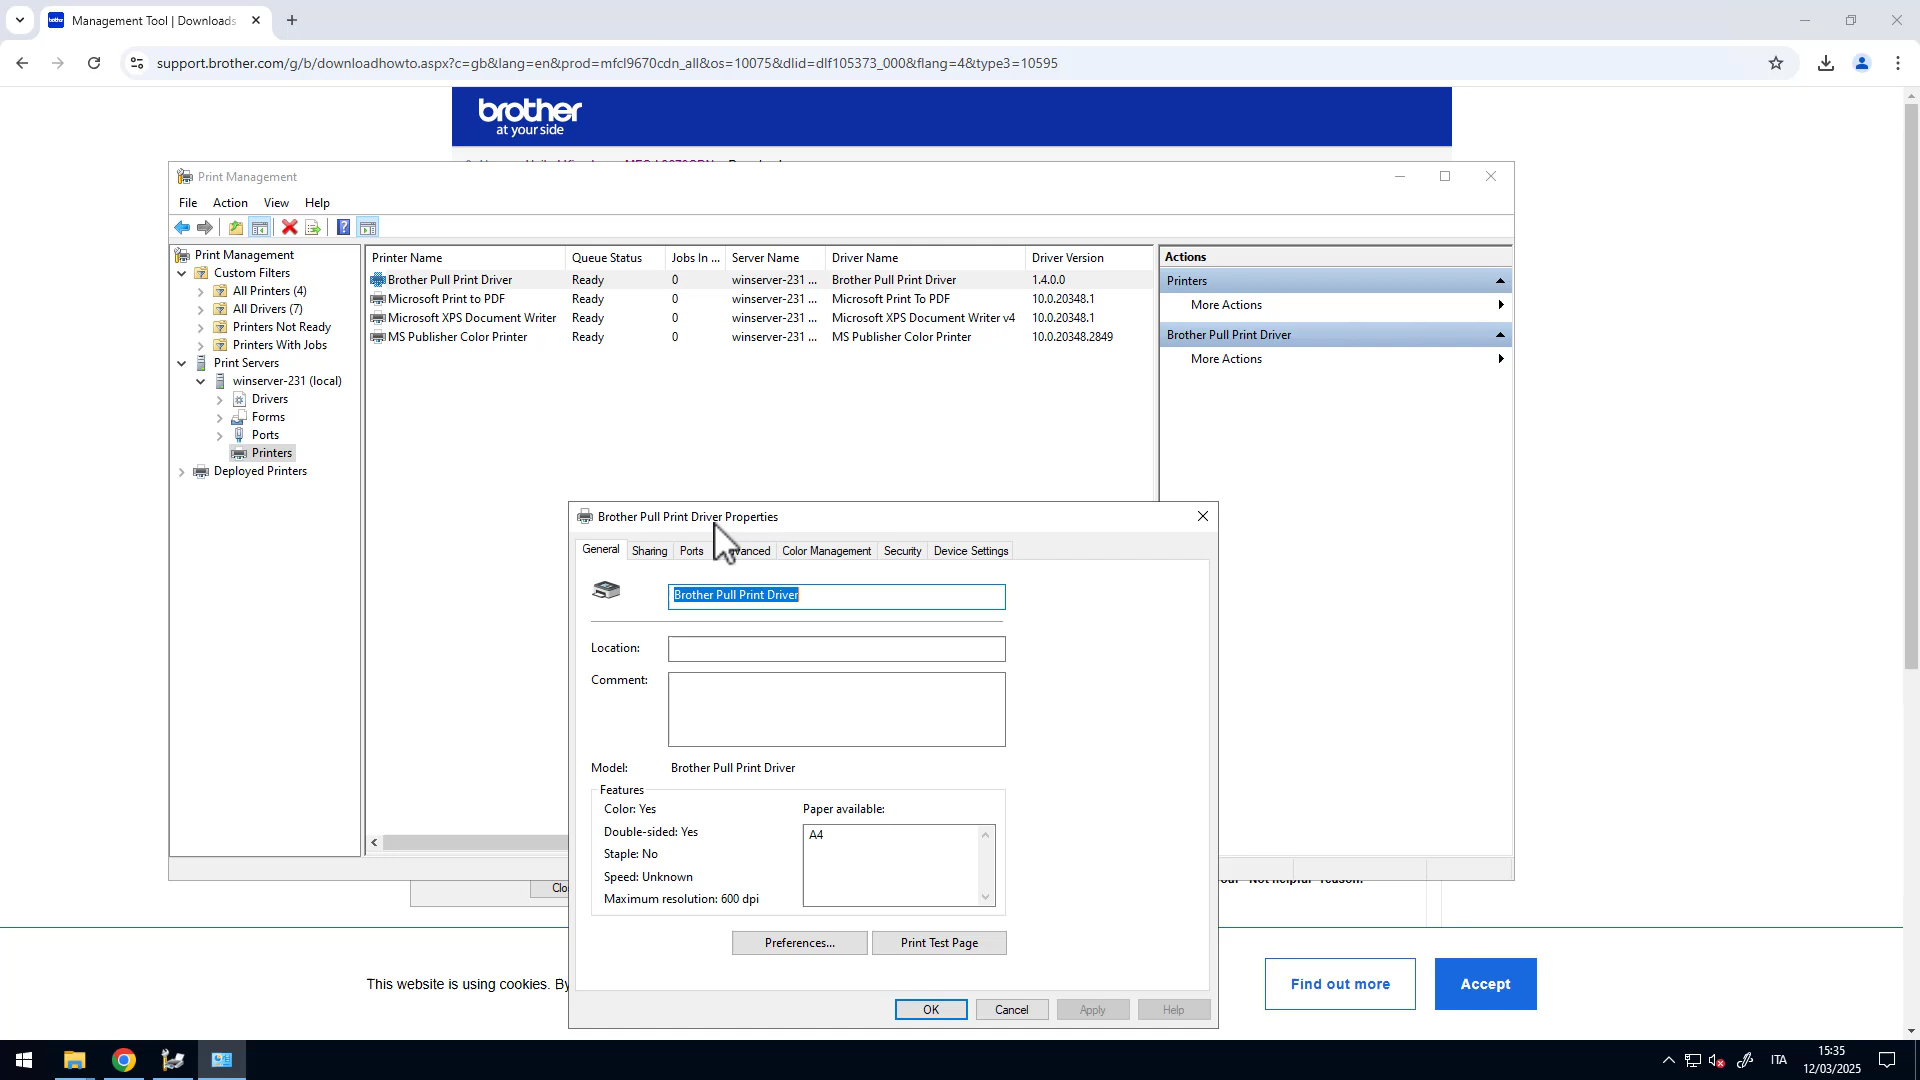 Management Tool | Downloads
support.brother.com/g/b/downloadhowto.aspx?c=gb&lang=en&prod=mfcl9670cdn_all&os=10075&dlid=dlf105373_000&flang=4&type3=10595
brother
at your side
Print Management
File Action View Help
Print Management
Custom Filters
All Printers (4)
All Drivers (7)
Printers Not Ready
Printers With Jobs
Print Servers
winserver-231 (local)
Drivers
Forms
Ports
Printers
Deployed Printers
Printer Name Queue Status Jobs In ... Server Name Driver Name Driver Version
Brother Pull Print Driver Ready 0 winserver-231 ... Brother Pull Print Driver 1.4.0.0
Microsoft Print to PDF Ready 0 winserver-231 ... Microsoft Print To PDF 10.0.20348.1
Microsoft XPS Document Writer Ready 0 winserver-231 ... Microsoft XPS Document Writer v4 10.0.20348.1
MS Publisher Color Printer Ready 0 winserver-231 ... MS Publisher Color Printer 10.0.20348.2849
Actions
Printers
More Actions
Brother Pull Print Driver
More Actions
Brother Pull Print Driver Properties
General Sharing Ports Advanced Color Management Security Device Settings
Brother Pull Print Driver
Location:
Comment:
Model: Brother Pull Print Driver
Features
Color: Yes
Double-sided: Yes
Staple: No
Speed: Unknown
Maximum resolution: 600 dpi
Paper available:
A4
Preferences... Print Test Page
OK Cancel Apply Help
Clo
This website is using cookies. By
Find out more
Accept
ITA
15:35
12/03/2025